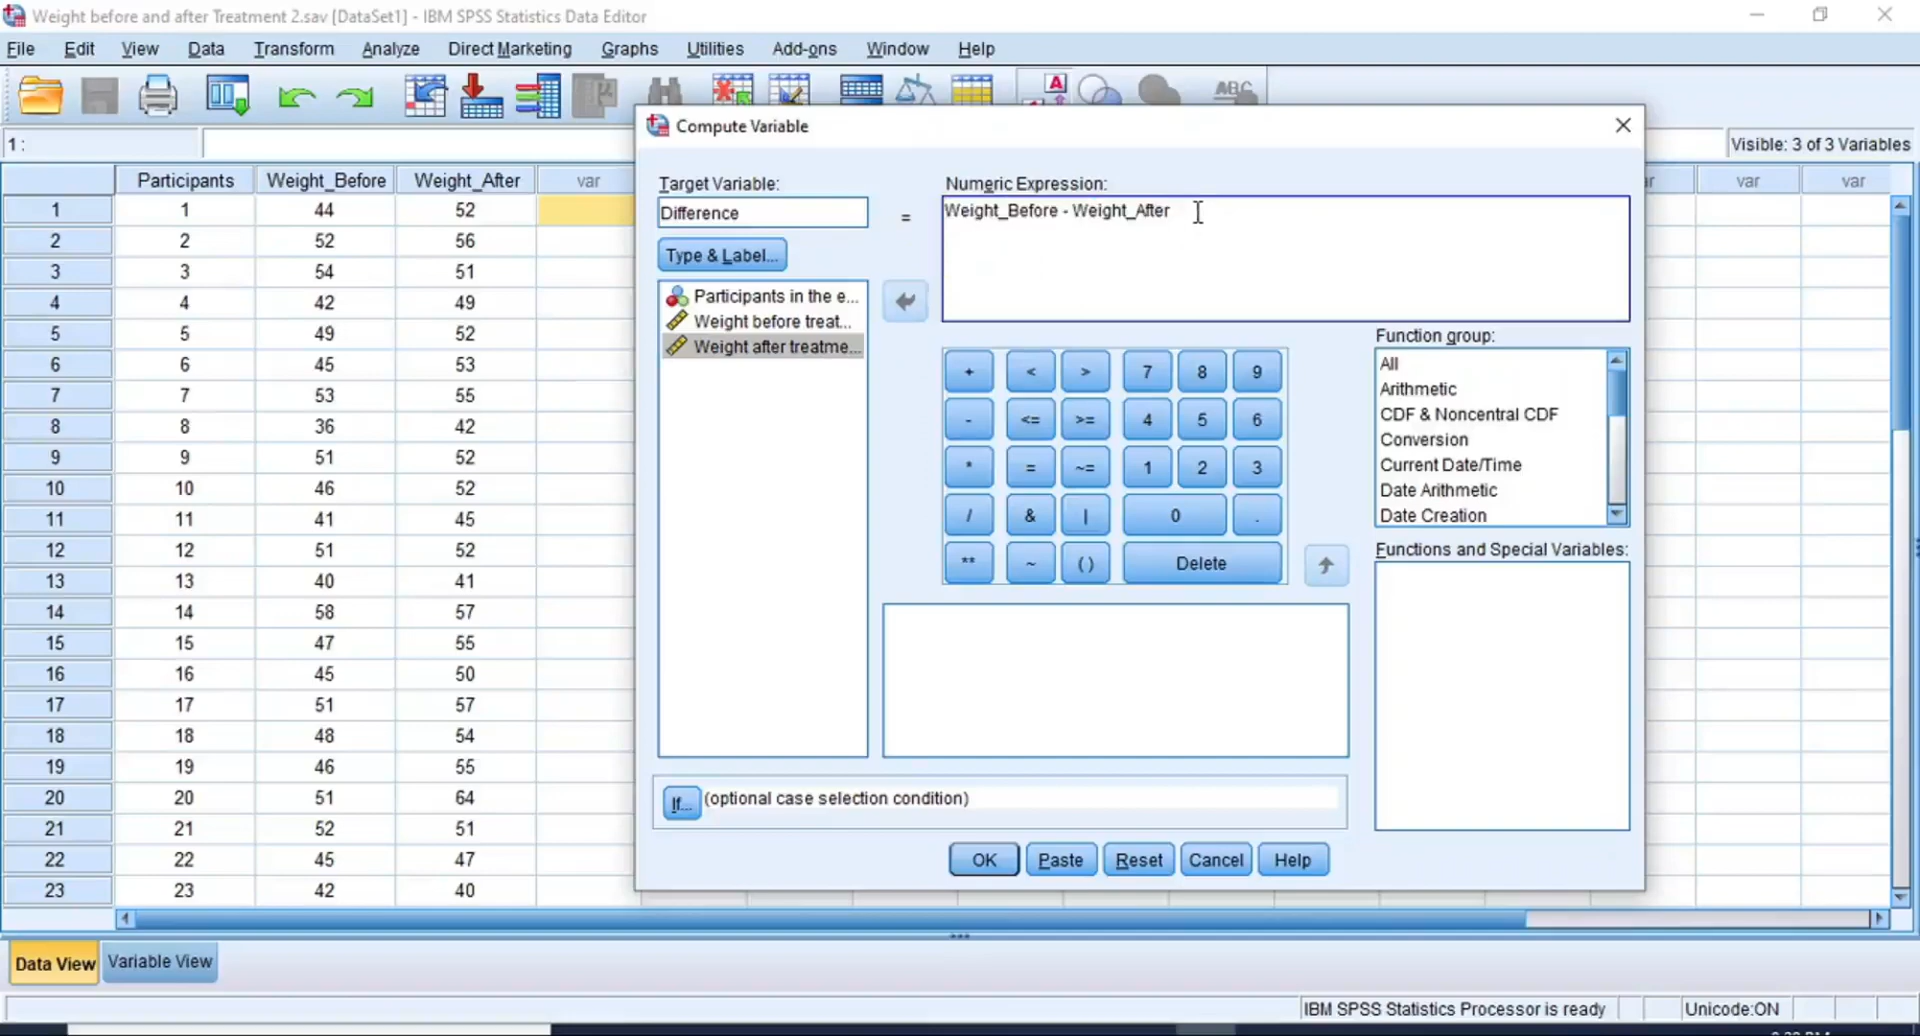 Weight before and after Treatment 2.sav [DataSet1] - IBM SPSS Statistics Data Editor
File Edit View Data Transform Analyze Direct Marketing Graphs Utilities Add-ons Window Help
A ABC
1 : Visible: 3 of 3 Variables
Compute Variable
Participants Weight_Before Weight_After var var var
1 1 44 52
2 2 52 56
3 3 54 51
4 4 42 49
5 5 49 52
6 6 45 53
7 7 53 55
8 8 36 42
9 9 51 52
10 10 46 52
11 11 41 45
12 12 51 52
13 13 40 41
14 14 58 57
15 15 47 55
16 16 45 50
17 17 51 57
18 18 48 54
19 19 46 55
20 20 51 64
21 21 52 51
22 22 45 47
23 23 42 40
Target Variable: Numeric Expression:
Difference = Weight_Before - Weight_After
Type & Label...
Participants in the e...
Weight before treat...
Weight after treatme...
+ < > 7 8 9
- <= >= 4 5 6
* = ~= 1 2 3
/ & | 0 .
** ~ ( ) Delete
Function group:
All
Arithmetic
CDF & Noncentral CDF
Conversion
Current Date/Time
Date Arithmetic
Date Creation
Functions and Special Variables:
If... (optional case selection condition)
OK Paste Reset Cancel Help
Data View Variable View
IBM SPSS Statistics Processor is ready Unicode:ON